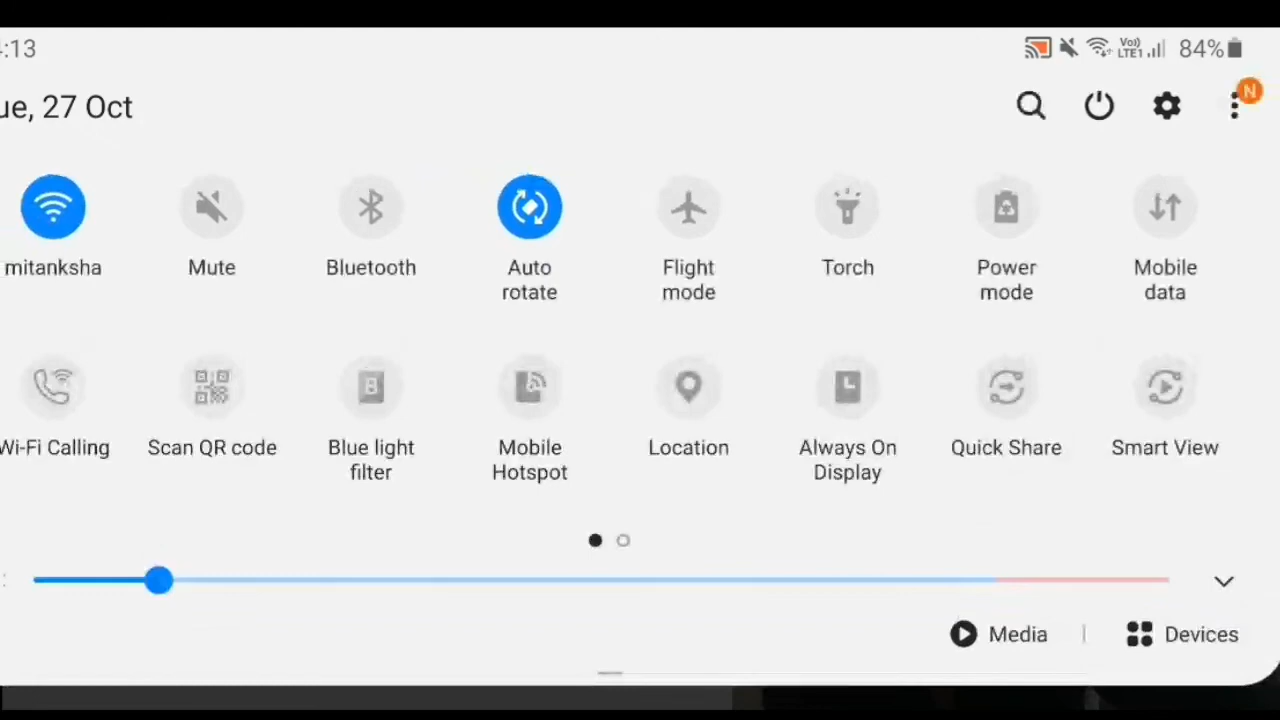 :13
Vo))
LTE1
84%
ue, 27 Oct
N
mitanksha
Mute
Bluetooth
Auto
rotate
Flight
mode
Torch
Power
mode
Mobile
data
Wi-Fi Calling
Scan QR code
Blue light
filter
Mobile
Hotspot
Location
Always On
Display
Quick Share
Smart View
Media
Devices